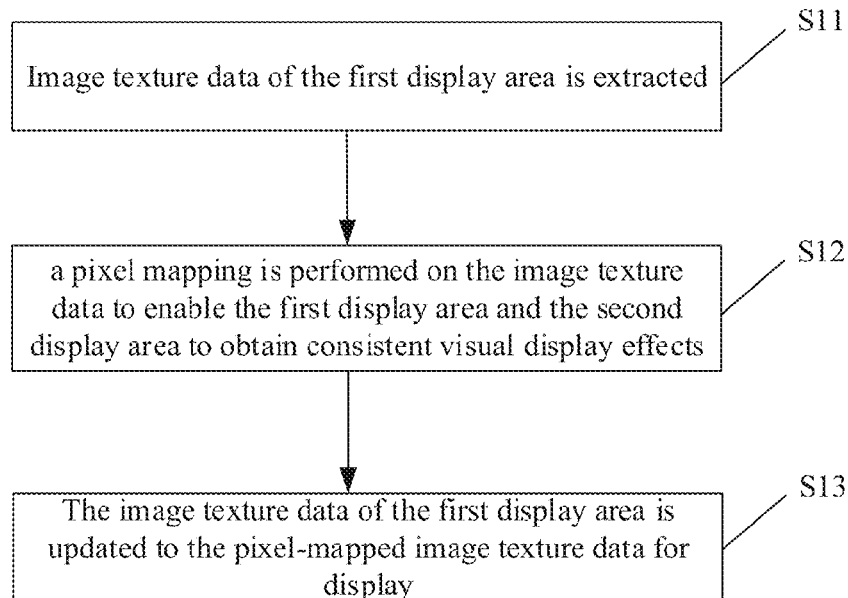 S11
Image texture data of the first display area is extracted
S12
a pixel mapping is performed on the image texture
data to enable the first display area and the second
display area to obtain consistent visual display effects
S13
The image texture data of the first display area is
updated to the pixel-mapped image texture data for
display